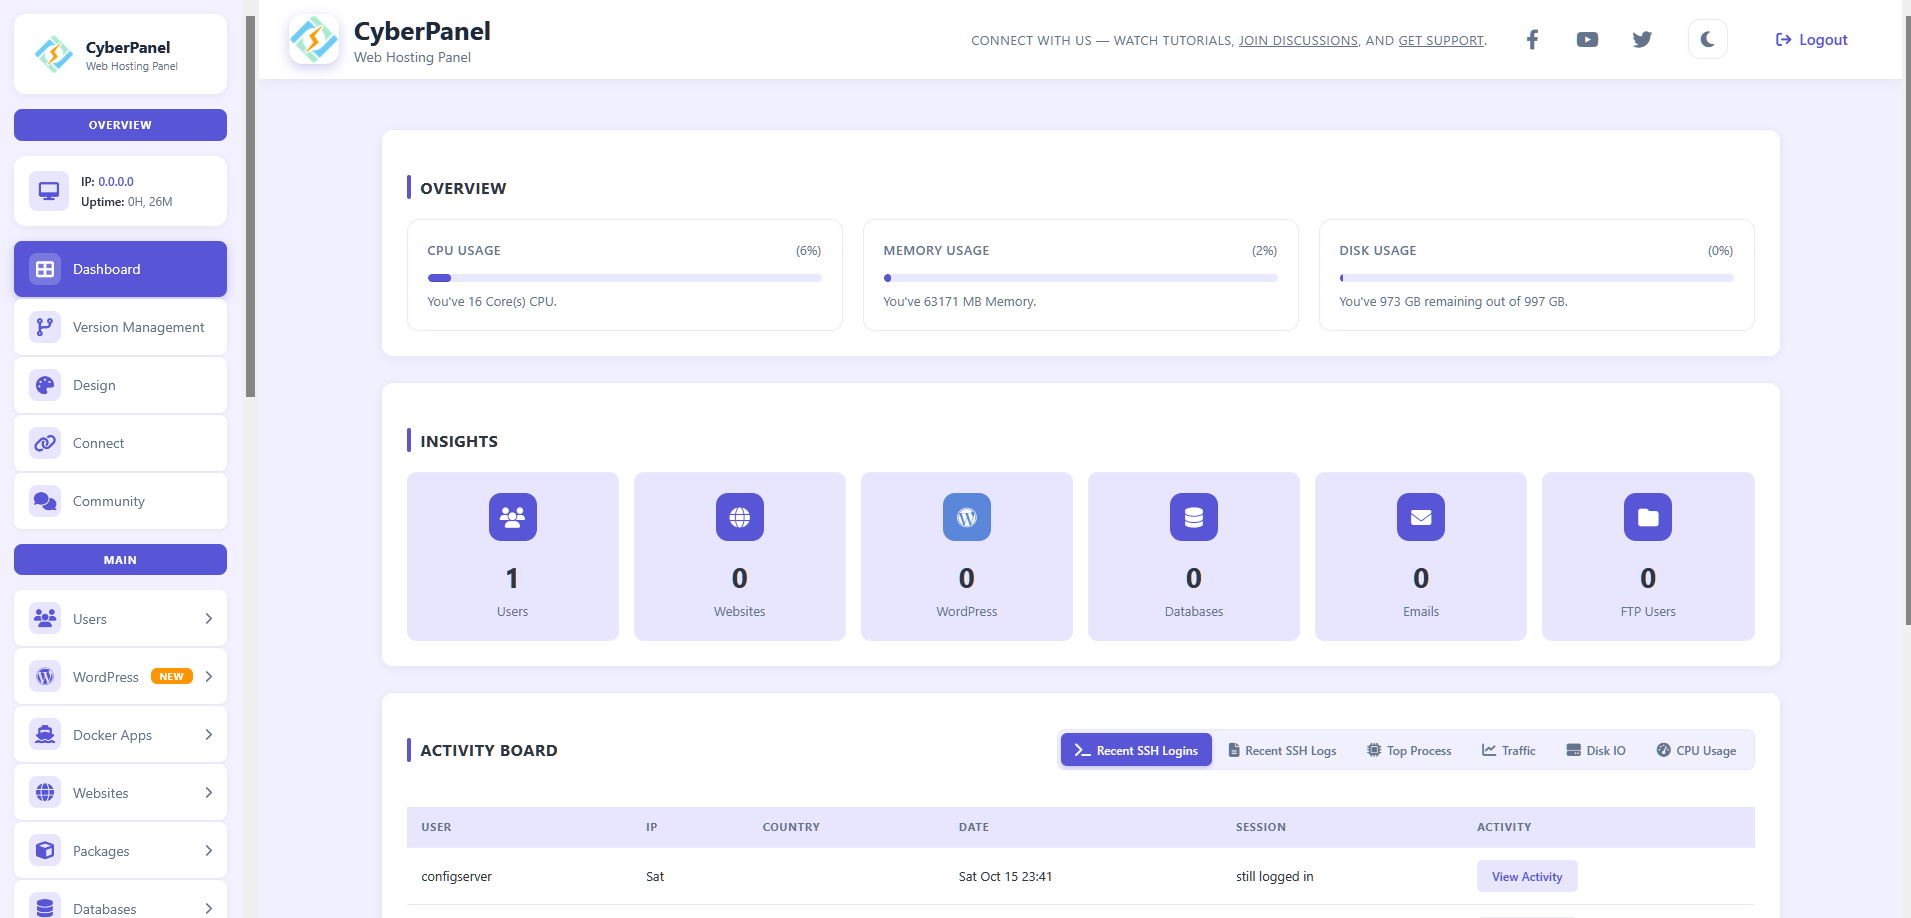 CyberPanel
Web Hosting Panel
OVERVIEW
IP: 0.0.0.0
Uptime: 0H, 26M
Dashboard
Version Management
Design
Connect
Community
MAIN
Users
WordPress NEW
Docker Apps
Websites
Packages
Databases
CyberPanel
Web Hosting Panel
CONNECT WITH US — WATCH TUTORIALS, JOIN DISCUSSIONS, AND GET SUPPORT.
Logout
OVERVIEW
CPU USAGE (6%)
You've 16 Core(s) CPU.
MEMORY USAGE (2%)
You've 63171 MB Memory.
DISK USAGE (0%)
You've 973 GB remaining out of 997 GB.
INSIGHTS
1
Users
0
Websites
0
WordPress
0
Databases
0
Emails
0
FTP Users
ACTIVITY BOARD
Recent SSH Logins Recent SSH Logs Top Process Traffic Disk IO CPU Usage
USER IP COUNTRY DATE SESSION ACTIVITY
configserver Sat Sat Oct 15 23:41 still logged in View Activity